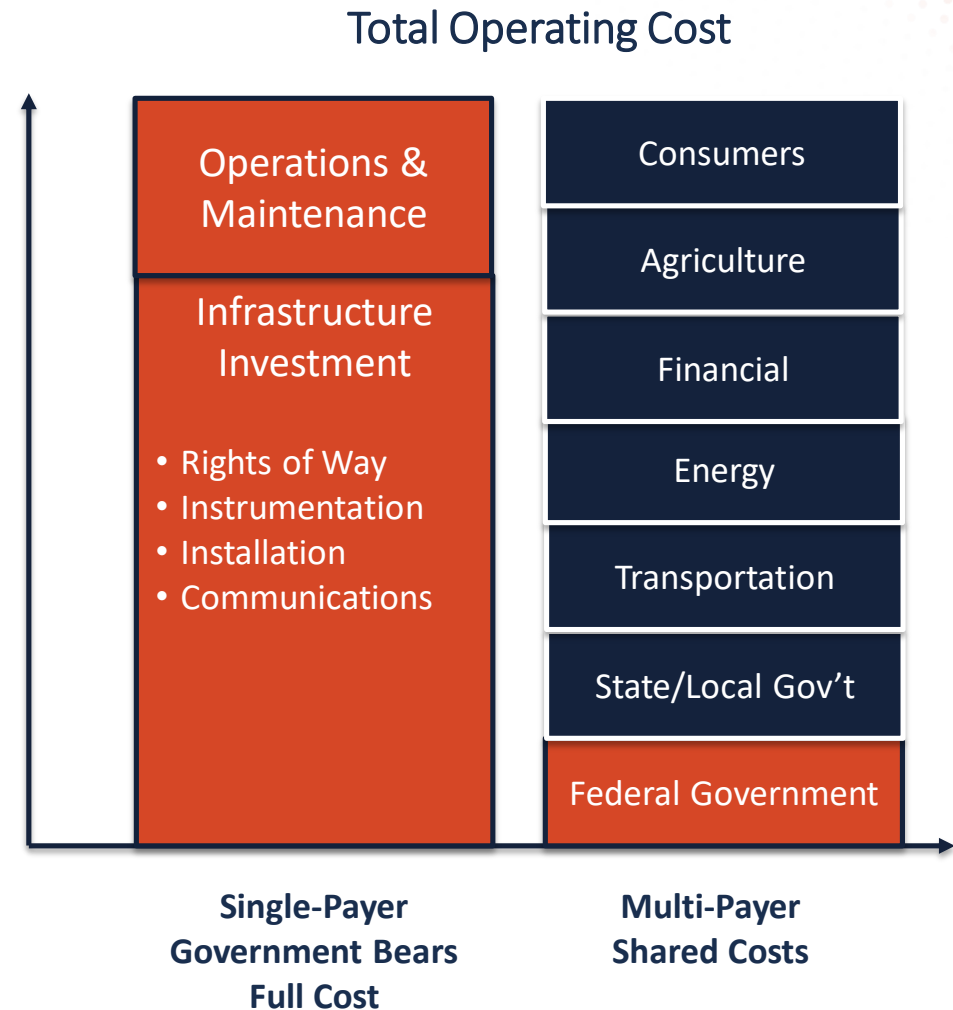 Total Operating Cost
Operations &
Maintenance
Infrastructure
Investment
• Rights of Way
• Instrumentation
• Installation
• Communications
Consumers
Agriculture
Financial
Energy
Transportation
State/Local Gov’t
Federal Government
Single-Payer
Government Bears
Full Cost
Multi-Payer
Shared Costs